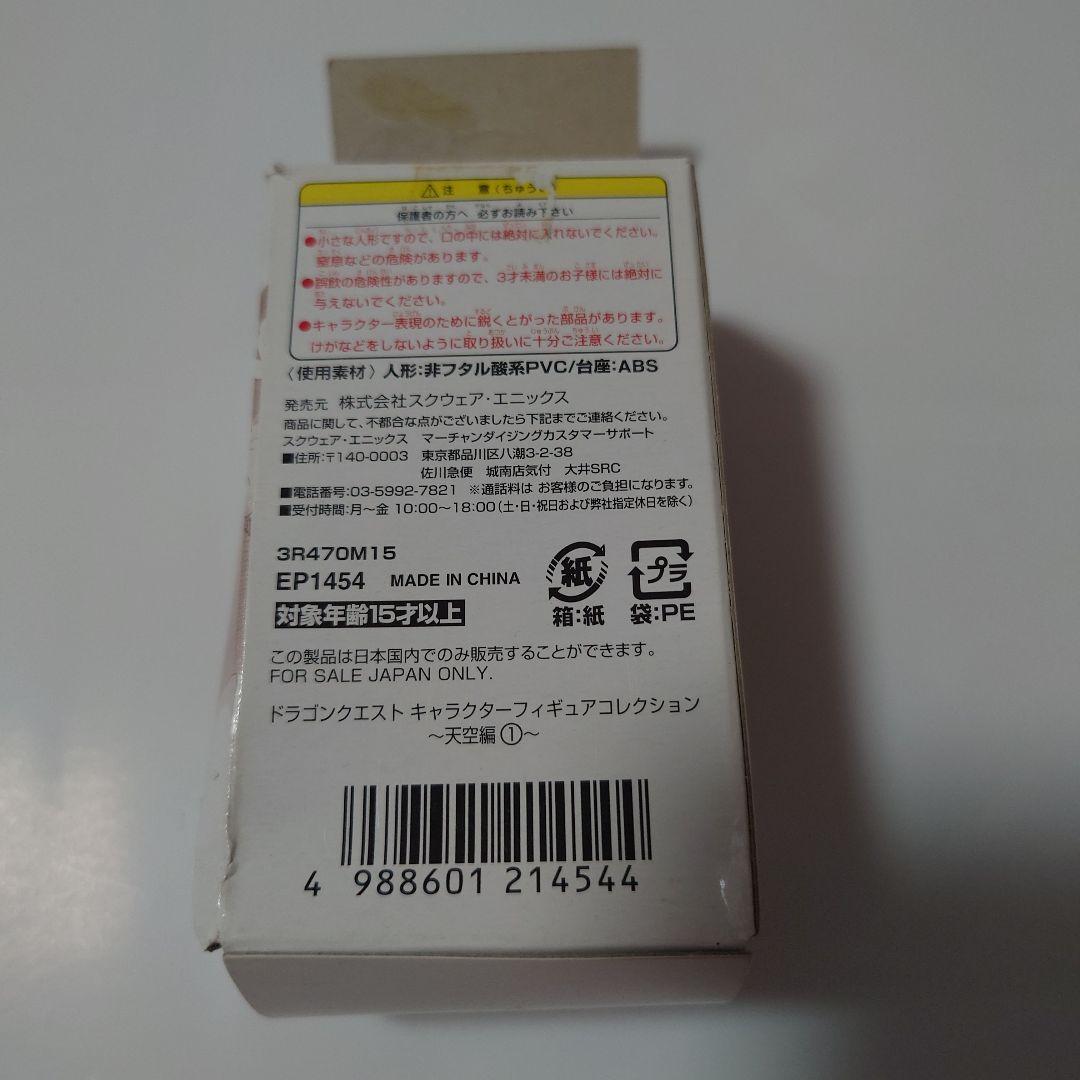 注 意(ちゅうい
保護者の方へ 必ずお読み下さい
●小さな人形ですので、口の中には絶対に入れないでください。
窒息などの危険があります。
●誤飲の危険性がありますので、3才未満のお子様には絶対に
与えないでください。
●キャラクター表現のために鋭くとがった部品があります。
けがなどをしないように取り扱いに十分ご注意ください。
〈使用素材〉人形:非フタル酸系PVC/台座:ABS
発売元 株式会社スクウェア・エニックス
商品に関して、不都合な点がございましたら下記までご連絡ください。
スクウェア・エニックス マーチャンダイジングカスタマーサポート
■住所:〒140-0003 東京都品川区八潮3-2-38
佐川急便 城南店気付 大井SRC
■電話番号:03-5992-7821 ※通話料は お客様のご負担になります。
■受付時間:月〜金 10:00〜18:00(土・日・祝日および弊社指定休日を除く)
3R470M15
EP1454 MADE IN CHINA
対象年齢15才以上
紙
箱:紙
プラ
袋:PE
この製品は日本国内でのみ販売することができます。
FOR SALE JAPAN ONLY.
ドラゴンクエスト キャラクターフィギュアコレクション
〜天空編①〜
4 988601 214544